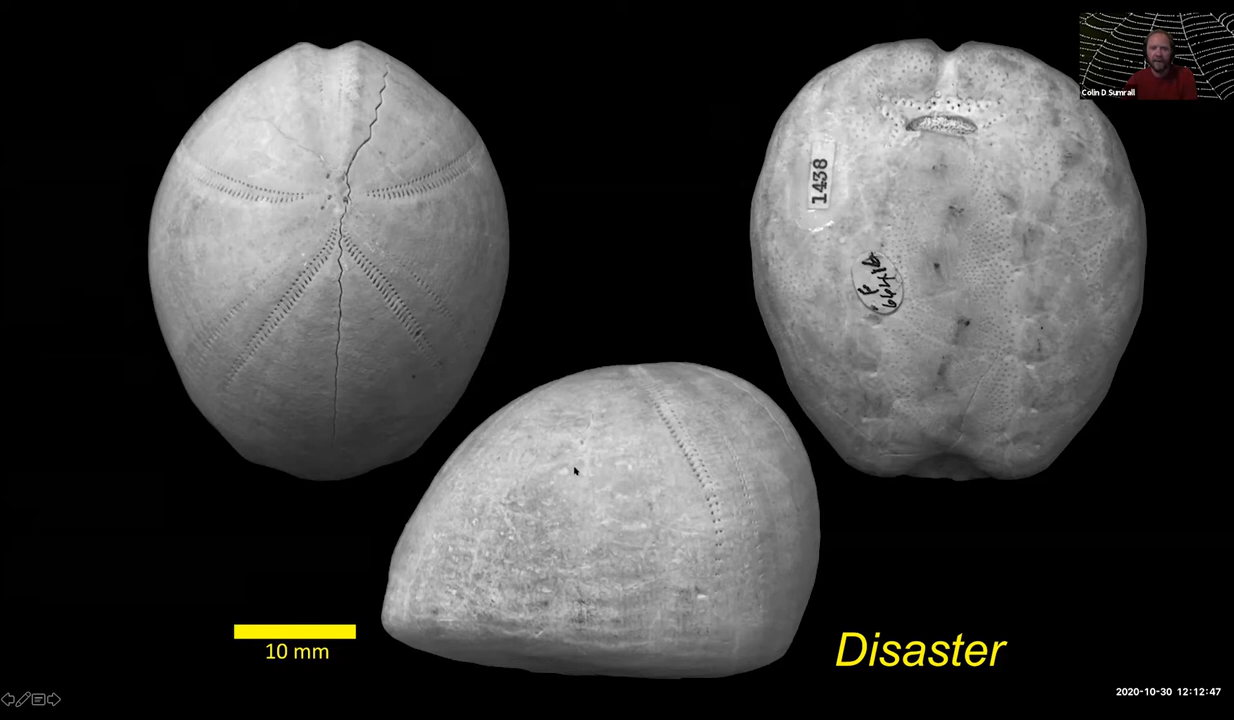 Colin D Sumrall
1438
10 mm
Disaster
2020-10-30 12:12:47